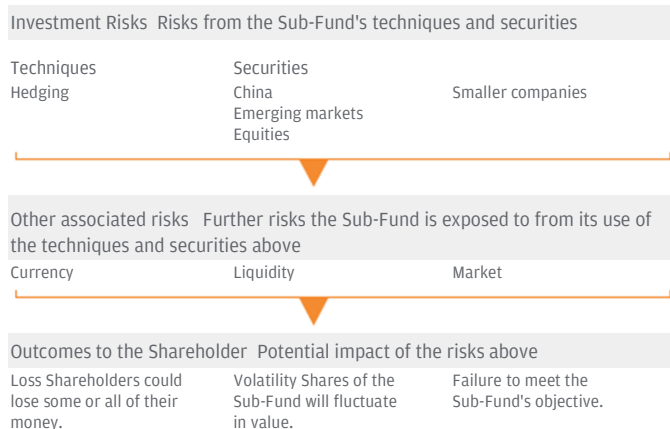 Investment Risks Risks from the Sub-Fund's techniques and securities
Techniques
Hedging
Securities
China
Emerging markets
Equities
Smaller companies
Other associated risks Further risks the Sub-Fund is exposed to from its use of
the techniques and securities above
Currency
Liquidity
Market
Outcomes to the Shareholder Potential impact of the risks above
Loss Shareholders could
lose some or all of their
money.
Volatility Shares of the
Sub-Fund will fluctuate
in value.
Failure to meet the
Sub-Fund's objective.